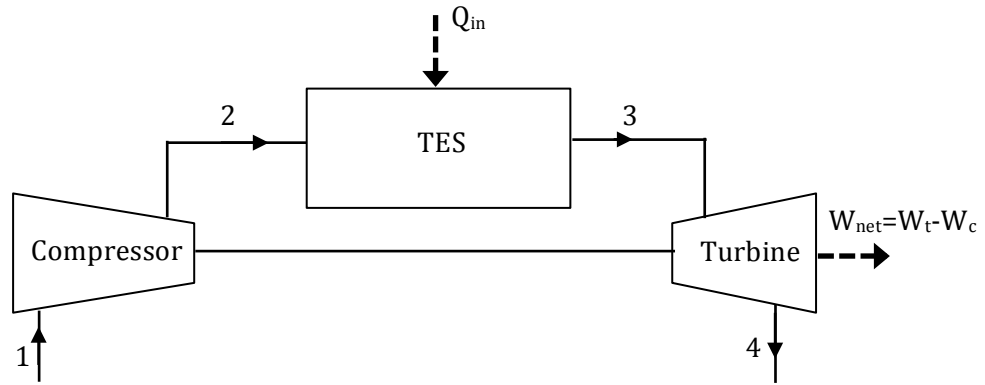 Q_in
2
3
TES
Compressor
Turbine
W_net=W_t-W_c
1
4